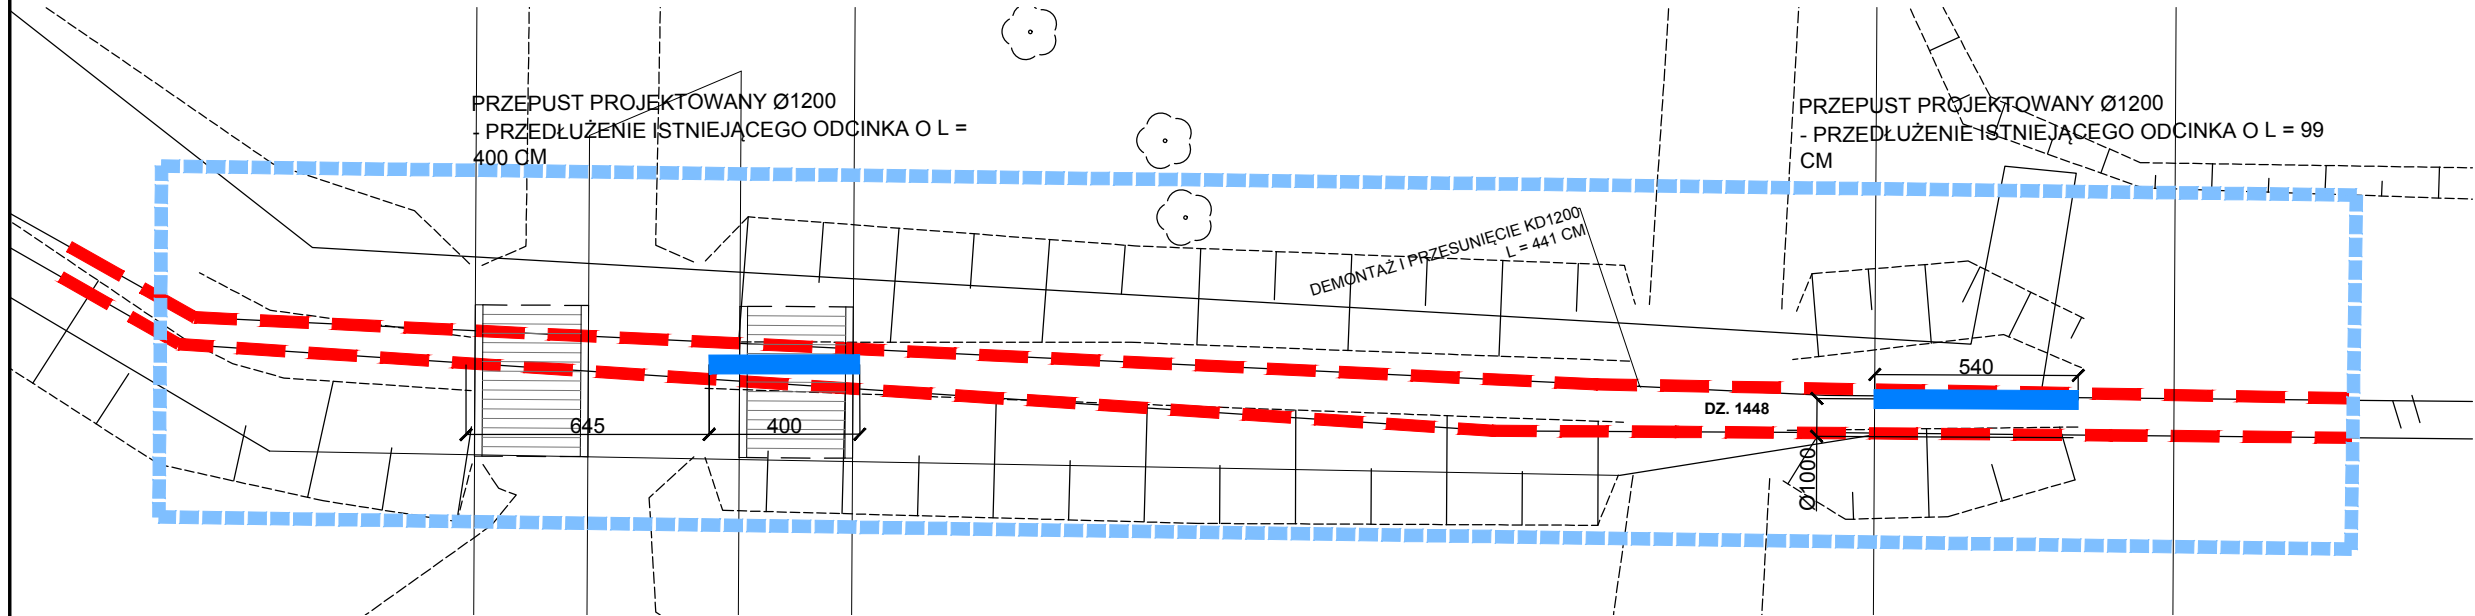 PRZEPUST PROJEKTOWANY Ø1200
- PRZEDŁUŻENIE ISTNIEJĄCEGO ODCINKA O L =
400 CM
PRZEPUST PROJEKTOWANY Ø1200
- PRZEDŁUŻENIE ISTNIEJĄCEGO ODCINKA O L = 99
CM
DEMONTAŻ I PRZESUNIĘCIE KD1200
L = 441 CM
540
DZ. 1448
645
400
Ø1000